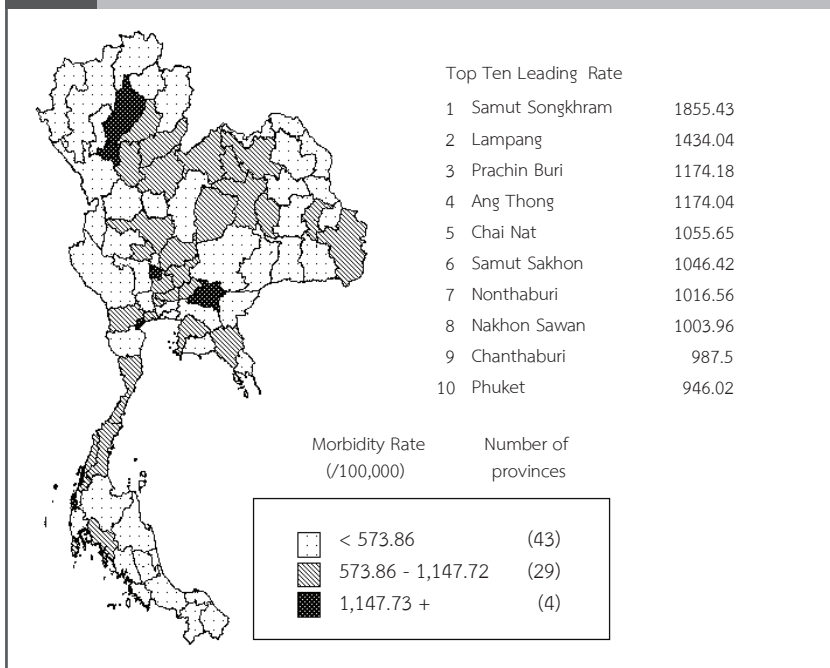 Top Ten Leading Rate
1 Samut Songkhram 1855.43
2 Lampang 1434.04
3 Prachin Buri 1174.18
4 Ang Thong 1174.04
5 Chai Nat 1055.65
6 Samut Sakhon 1046.42
7 Nonthaburi 1016.56
8 Nakhon Sawan 1003.96
9 Chanthaburi 987.5
10 Phuket 946.02
Morbidity Rate Number of
(/100,000) provinces
< 573.86 (43)
573.86 - 1,147.72 (29)
1,147.73 + (4)